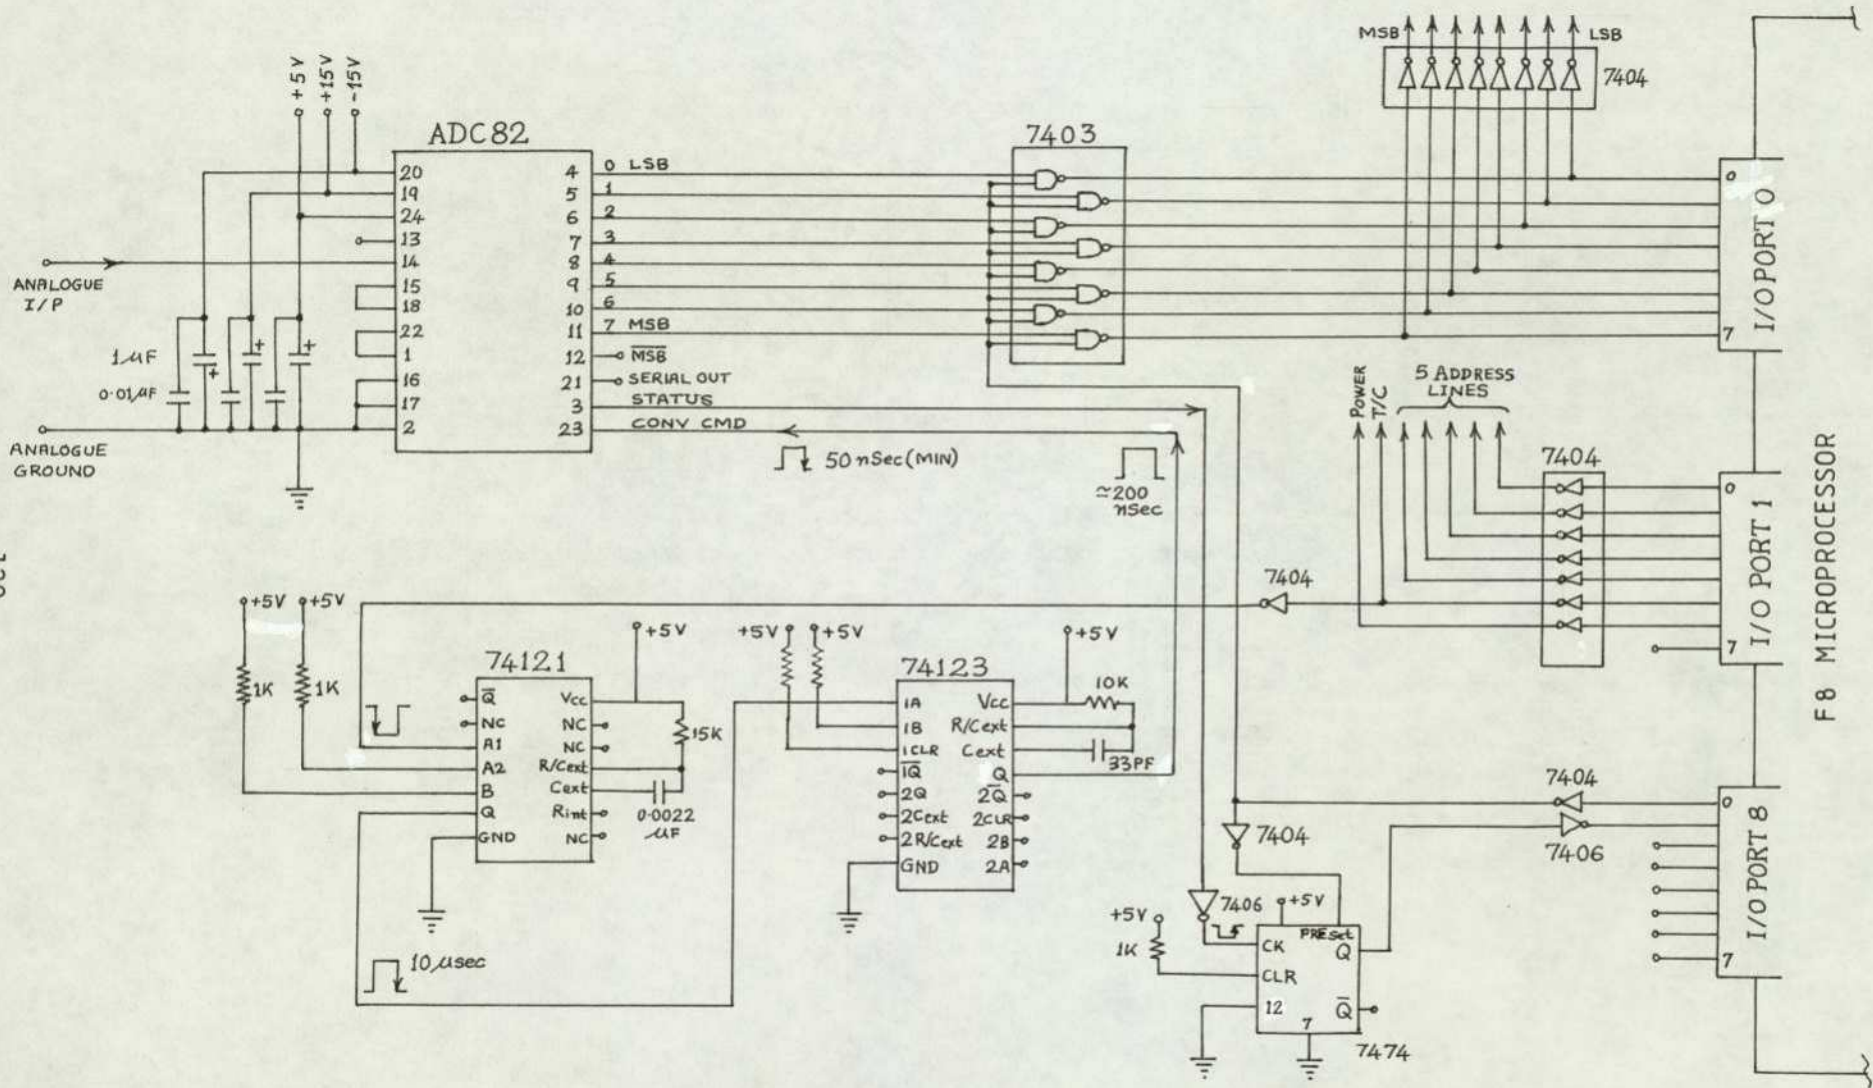 +5V
+15V
-15V
ADC82
20
19
24
13
14
15
18
22
1
16
17
2
4
5
6
7
8
9
10
11
12
21
3
23
0 LSB
1
2
3
4
5
6
7 MSB
M̅S̅B̅
SERIAL OUT
STATUS
CONV CMD
ANALOGUE
I/P
1µF
0.01µF
ANALOGUE
GROUND
50 nSec (MIN)
≃200
nSec
7403
MSB
LSB
7404
0
7
I/O PORT 0
POWER
T/C
5 ADDRESS
LINES
7404
0
7
I/O PORT 1
F8 MICROPROCESSOR
7404
+5V
+5V
1K
1K
74121
Q̅
NC
A1
A2
B
Q
GND
Vcc
NC
NC
R/Cext
Cext
Rint
NC
+5V
15K
0.0022
µF
10µsec
+5V
+5V
74123
1A
1B
1CLR
1Q̅
2Q
2Cext
2R/Cext
GND
Vcc
R/Cext
Cext
Q
2Q̅
2CLR
2B
2A
+5V
10K
33PF
7404
7406
7404
7406
+5V
+5V
1K
PRESet
CK
CLR
12
7
Q
Q̅
7474
0
7
I/O PORT 8